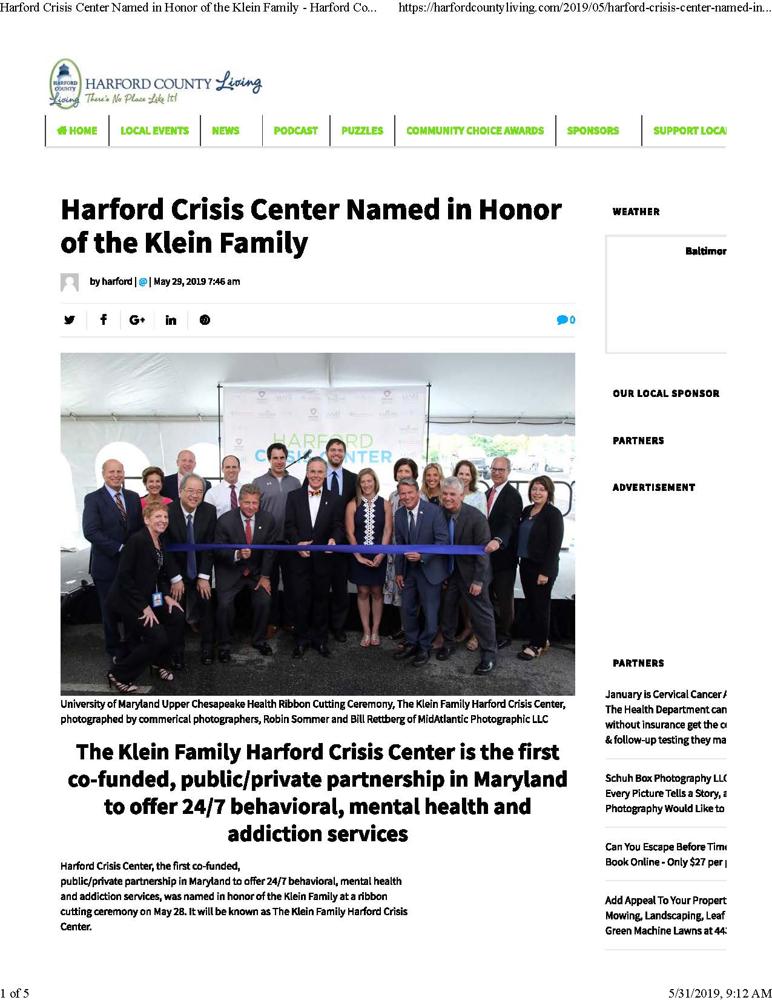 Harford Crisis Center Named in Honor of the Klein Family - Harford Co...
https://harfordcountyliving.com/2019/05/harford-crisis-center-named-in...
HARFORD
COUNTY
Living
HARFORD COUNTY Living
There's No Place Like It!
HOME
LOCAL EVENTS
NEWS
PODCAST
PUZZLES
COMMUNITY CHOICE AWARDS
SPONSORS
SUPPORT LOCAL
Harford Crisis Center Named in Honor
of the Klein Family
by harford | @ | May 29, 2019 7:46 am
0
HARFORD
CRISIS CENTER
University of Maryland Upper Chesapeake Health Ribbon Cutting Ceremony, The Klein Family Harford Crisis Center,
photographed by commerical photographers, Robin Sommer and Bill Rettberg of MidAtlantic Photographic LLC
The Klein Family Harford Crisis Center is the first
co-funded, public/private partnership in Maryland
to offer 24/7 behavioral, mental health and
addiction services
Harford Crisis Center, the first co-funded,
public/private partnership in Maryland to offer 24/7 behavioral, mental health
and addiction services, was named in honor of the Klein Family at a ribbon
cutting ceremony on May 28. It will be known as The Klein Family Harford Crisis
Center.
WEATHER
Baltimor
OUR LOCAL SPONSOR
PARTNERS
ADVERTISEMENT
PARTNERS
January is Cervical Cancer
The Health Department can
without insurance get the
& follow-up testing they ma
Schuh Box Photography LLC
Every Picture Tells a Story,
Photography Would Like to
Can You Escape Before Time
Book Online - Only $27 per
Add Appeal To Your Propert
Mowing, Landscaping, Leaf
Green Machine Lawns at 443
1 of 5
5/31/2019, 9:12 AM